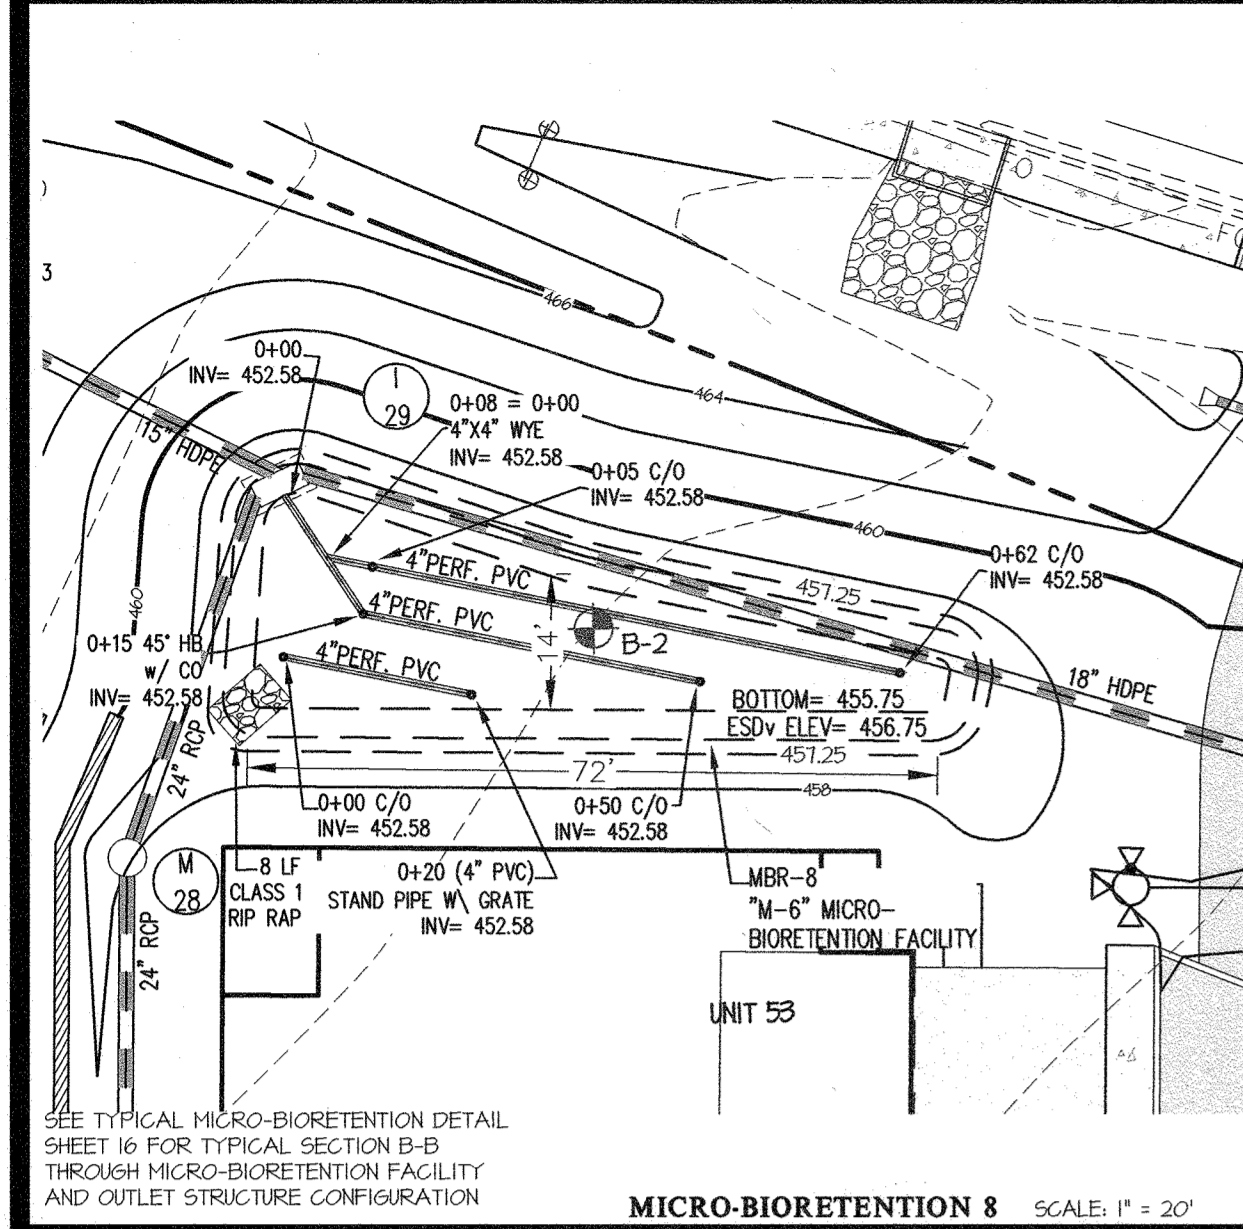 466
464
460
460
458
457.25
457.25
3
0+00
INV= 452.58
I
29
0+08 = 0+00
4"X4" WYE
INV= 452.58
0+05 C/O
INV= 452.58
0+62 C/O
INV= 452.58
15" HDPE
4"PERF. PVC
4"PERF. PVC
4"PERF. PVC
14'
B-2
0+15 45° HB
w/ CO
INV= 452.58
18" HDPE
BOTTOM= 455.75
ESDv ELEV= 456.75
72'
24" RCP
24" RCP
0+00 C/O
INV= 452.58
0+50 C/O
INV= 452.58
M
28
8 LF
CLASS 1
RIP RAP
0+20 (4" PVC)
STAND PIPE W\ GRATE
INV= 452.58
MBR-8
"M-6" MICRO-
BIORETENTION FACILITY
UNIT 53
SEE TYPICAL MICRO-BIORETENTION DETAIL
SHEET 16 FOR TYPICAL SECTION B-B
THROUGH MICRO-BIORETENTION FACILITY
AND OUTLET STRUCTURE CONFIGURATION
MICRO-BIORETENTION 8 SCALE: 1" = 20'